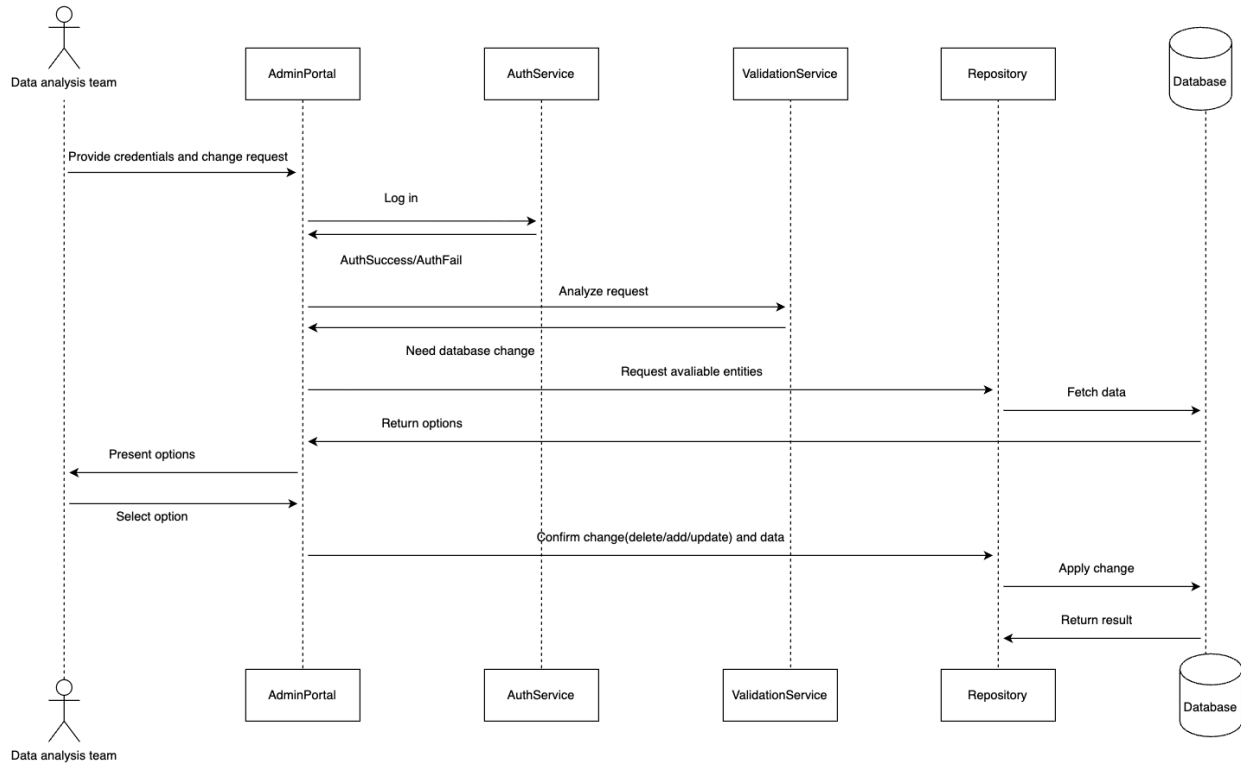 Data analysis team
AdminPortal
AuthService
ValidationService
Repository
Database
Provide credentials and change request
Log in
AuthSuccess/AuthFail
Analyze request
Need database change
Request avaliable entities
Fetch data
Return options
Present options
Select option
Confirm change(delete/add/update) and data
Apply change
Return result
AdminPortal
AuthService
ValidationService
Repository
Database
Data analysis team